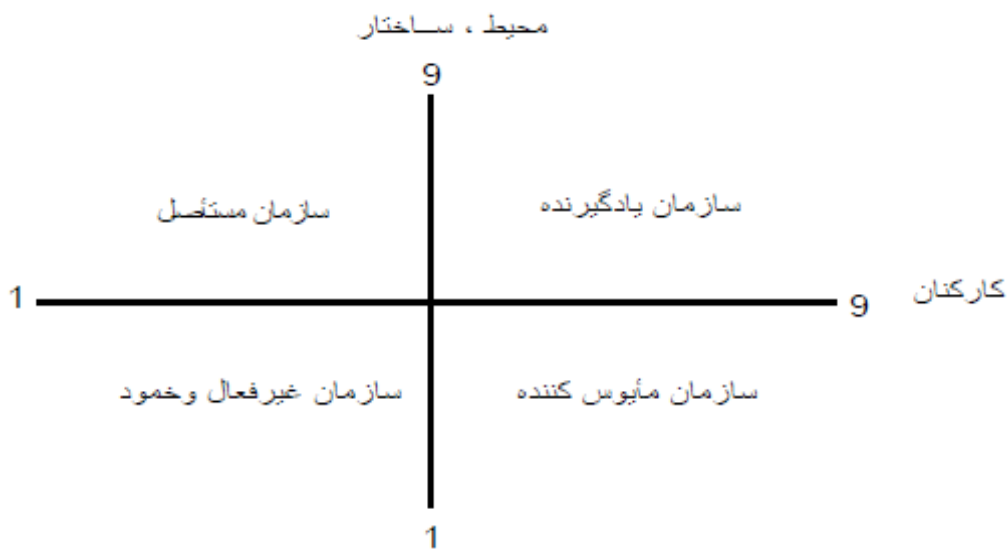 محیط ، ساختار
9
سازمان یادگیرنده
سازمان مستأصل
کارکنان
9
1
سازمان مأیوس کننده
سازمان غیرفعال وخمود
1